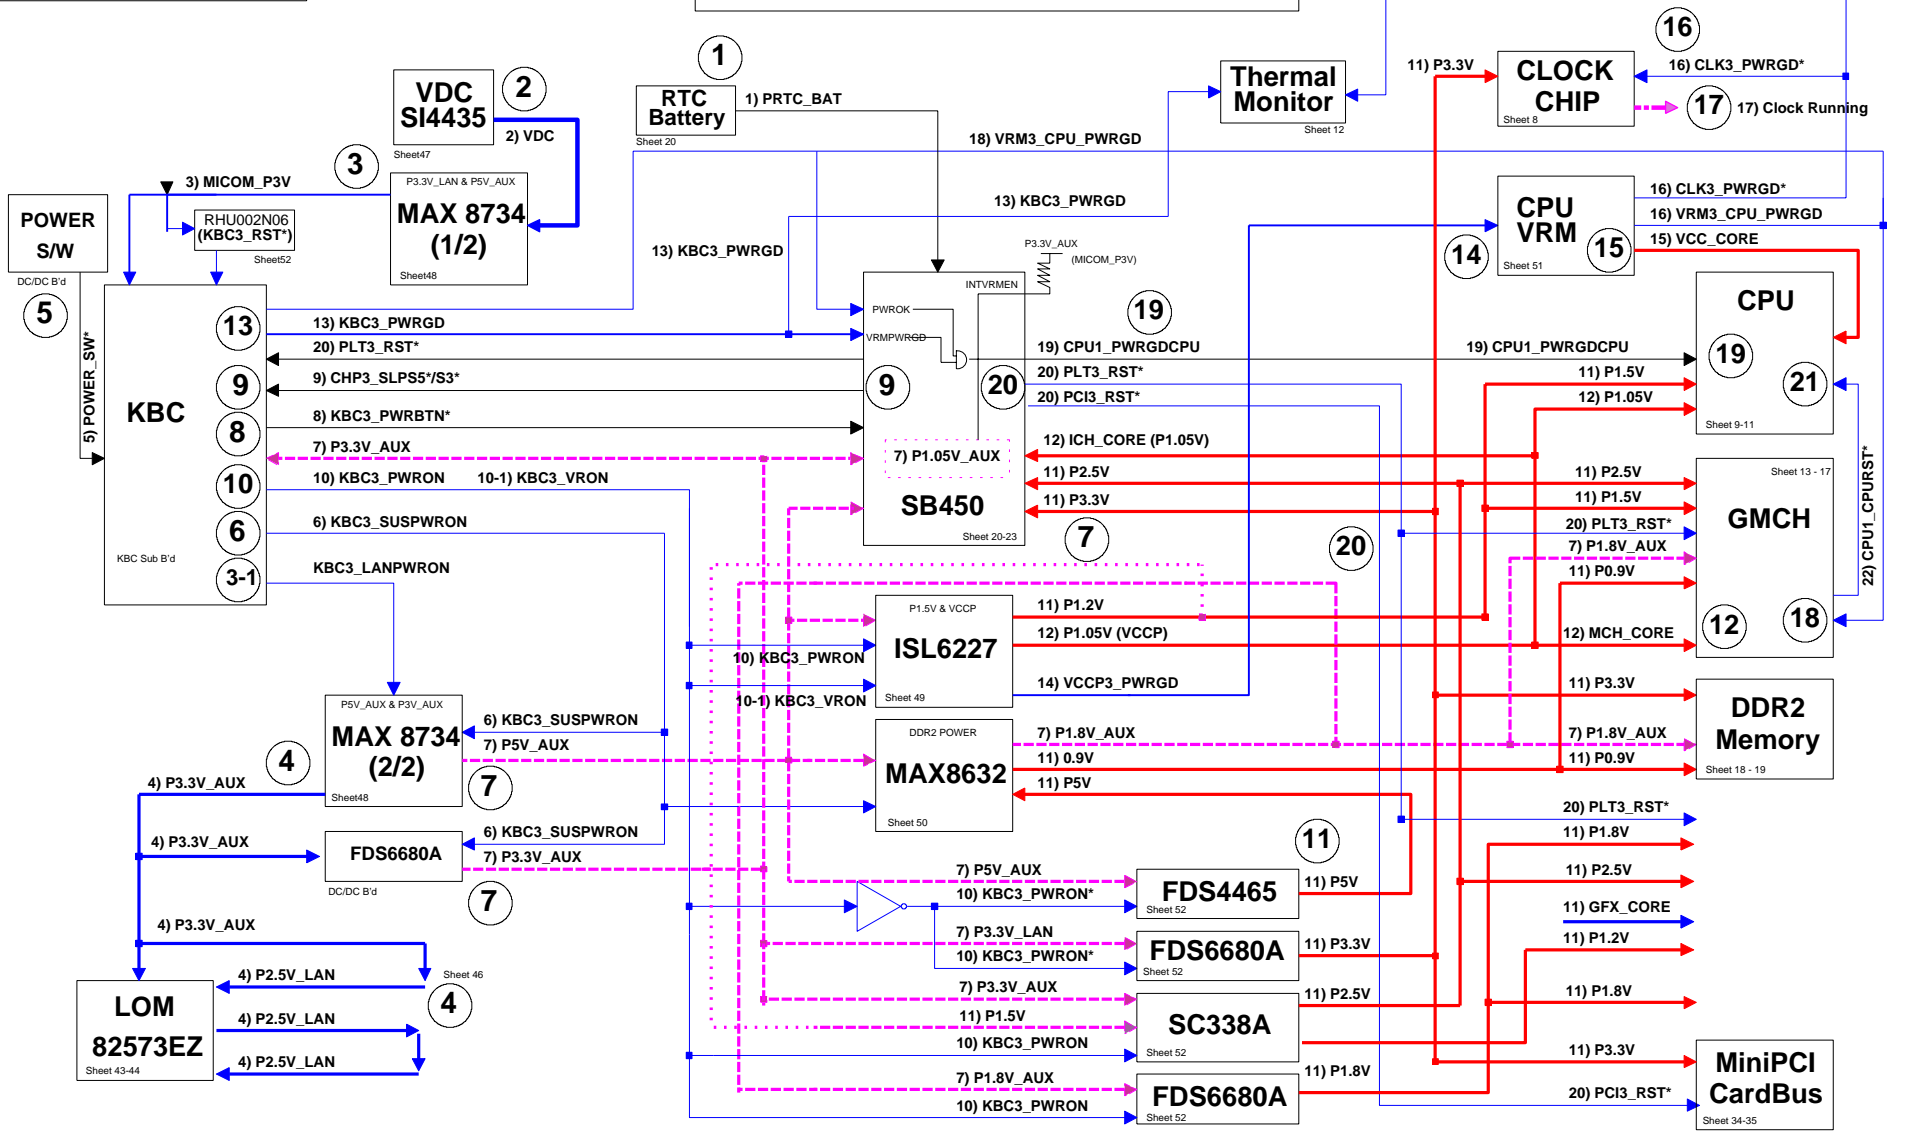 1
RTC
Battery
Sheet 20
1) PRTC_BAT
2
VDC
SI4435
Sheet47
2) VDC
3
3) MICOM_P3V
P3.3V_LAN & P5V_AUX
MAX 8734
(1/2)
Sheet48
RHU002N06
(KBC3_RST*)
Sheet52
POWER
S/W
DC/DC B'd
5
5) POWER_SW*
Thermal
Monitor
Sheet 12
16
11) P3.3V
CLOCK
CHIP
Sheet 8
16) CLK3_PWRGD*
17
17) Clock Running
18) VRM3_CPU_PWRGD
13) KBC3_PWRGD
13) KBC3_PWRGD
P3.3V_AUX
(MICOM_P3V)
14
CPU
VRM
15
Sheet 51
16) CLK3_PWRGD*
16) VRM3_CPU_PWRGD
15) VCC_CORE
KBC
KBC Sub B'd
13
9
8
10
6
3-1
13) KBC3_PWRGD
20) PLT3_RST*
9) CHP3_SLPS5*/S3*
8) KBC3_PWRBTN*
7) P3.3V_AUX
10) KBC3_PWRON
10-1) KBC3_VRON
6) KBC3_SUSPWRON
KBC3_LANPWRON
INTVRMEN
PWROK
VRMPWRGD
9
20
7) P1.05V_AUX
SB450
Sheet 20-23
19
19) CPU1_PWRGDCPU
19) CPU1_PWRGDCPU
20) PLT3_RST*
20) PCI3_RST*
12) ICH_CORE (P1.05V)
11) P2.5V
11) P3.3V
7
20
CPU
19
21
Sheet 9-11
11) P1.5V
12) P1.05V
22) CPU1_CPURST*
Sheet 13 - 17
GMCH
12
18
11) P2.5V
11) P1.5V
20) PLT3_RST*
7) P1.8V_AUX
11) P0.9V
12) MCH_CORE
P1.5V & VCCP
ISL6227
Sheet 49
10) KBC3_PWRON
10-1) KBC3_VRON
11) P1.2V
12) P1.05V (VCCP)
14) VCCP3_PWRGD
P5V_AUX & P3V_AUX
MAX 8734
(2/2)
Sheet48
4
6) KBC3_SUSPWRON
7) P5V_AUX
7
4) P3.3V_AUX
DDR2 POWER
MAX8632
Sheet 50
7) P1.8V_AUX
11) 0.9V
11) P5V
11) P3.3V
7) P1.8V_AUX
11) P0.9V
DDR2
Memory
Sheet 18 - 19
4) P3.3V_AUX
FDS6680A
DC/DC B'd
6) KBC3_SUSPWRON
7) P3.3V_AUX
7
4) P3.3V_AUX
4) P2.5V_LAN
Sheet 46
4
LOM
82573EZ
Sheet 43-44
4) P2.5V_LAN
4) P2.5V_LAN
11
7) P5V_AUX
10) KBC3_PWRON*
FDS4465
Sheet 52
11) P5V
7) P3.3V_LAN
10) KBC3_PWRON*
FDS6680A
Sheet 52
11) P3.3V
7) P3.3V_AUX
11) P1.5V
10) KBC3_PWRON
SC338A
Sheet 52
11) P2.5V
7) P1.8V_AUX
10) KBC3_PWRON
FDS6680A
Sheet 52
11) P1.8V
20) PLT3_RST*
11) P1.8V
11) P2.5V
11) GFX_CORE
11) P1.2V
11) P1.8V
11) P3.3V
20) PCI3_RST*
MiniPCI
CardBus
Sheet 34-35